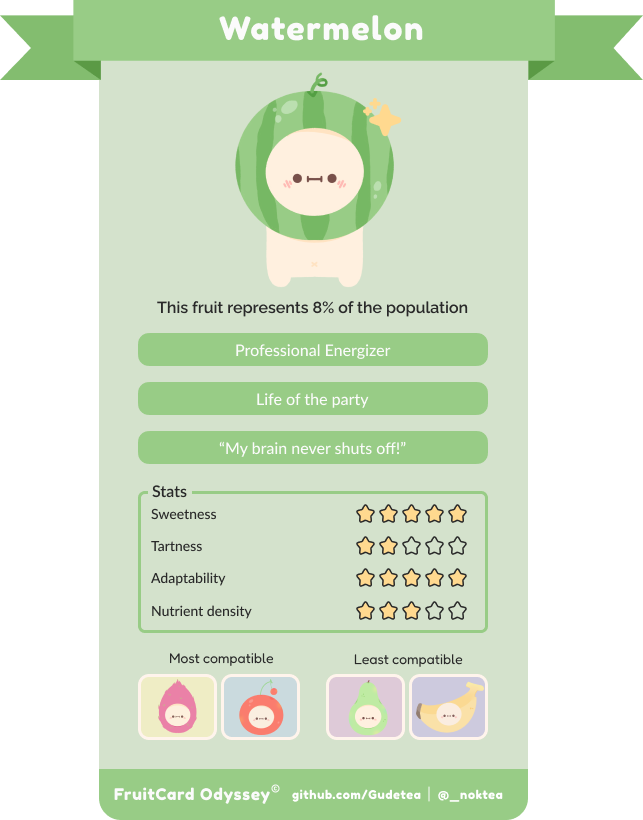 Watermelon
This fruit represents 8% of the population
Professional Energizer
Life of the party
“My brain never shuts off!”
Stats
Sweetness
Tartness
Adaptability
Nutrient density
Most compatible
Least compatible
FruitCard Odyssey© github.com/Gudetea | @_noktea